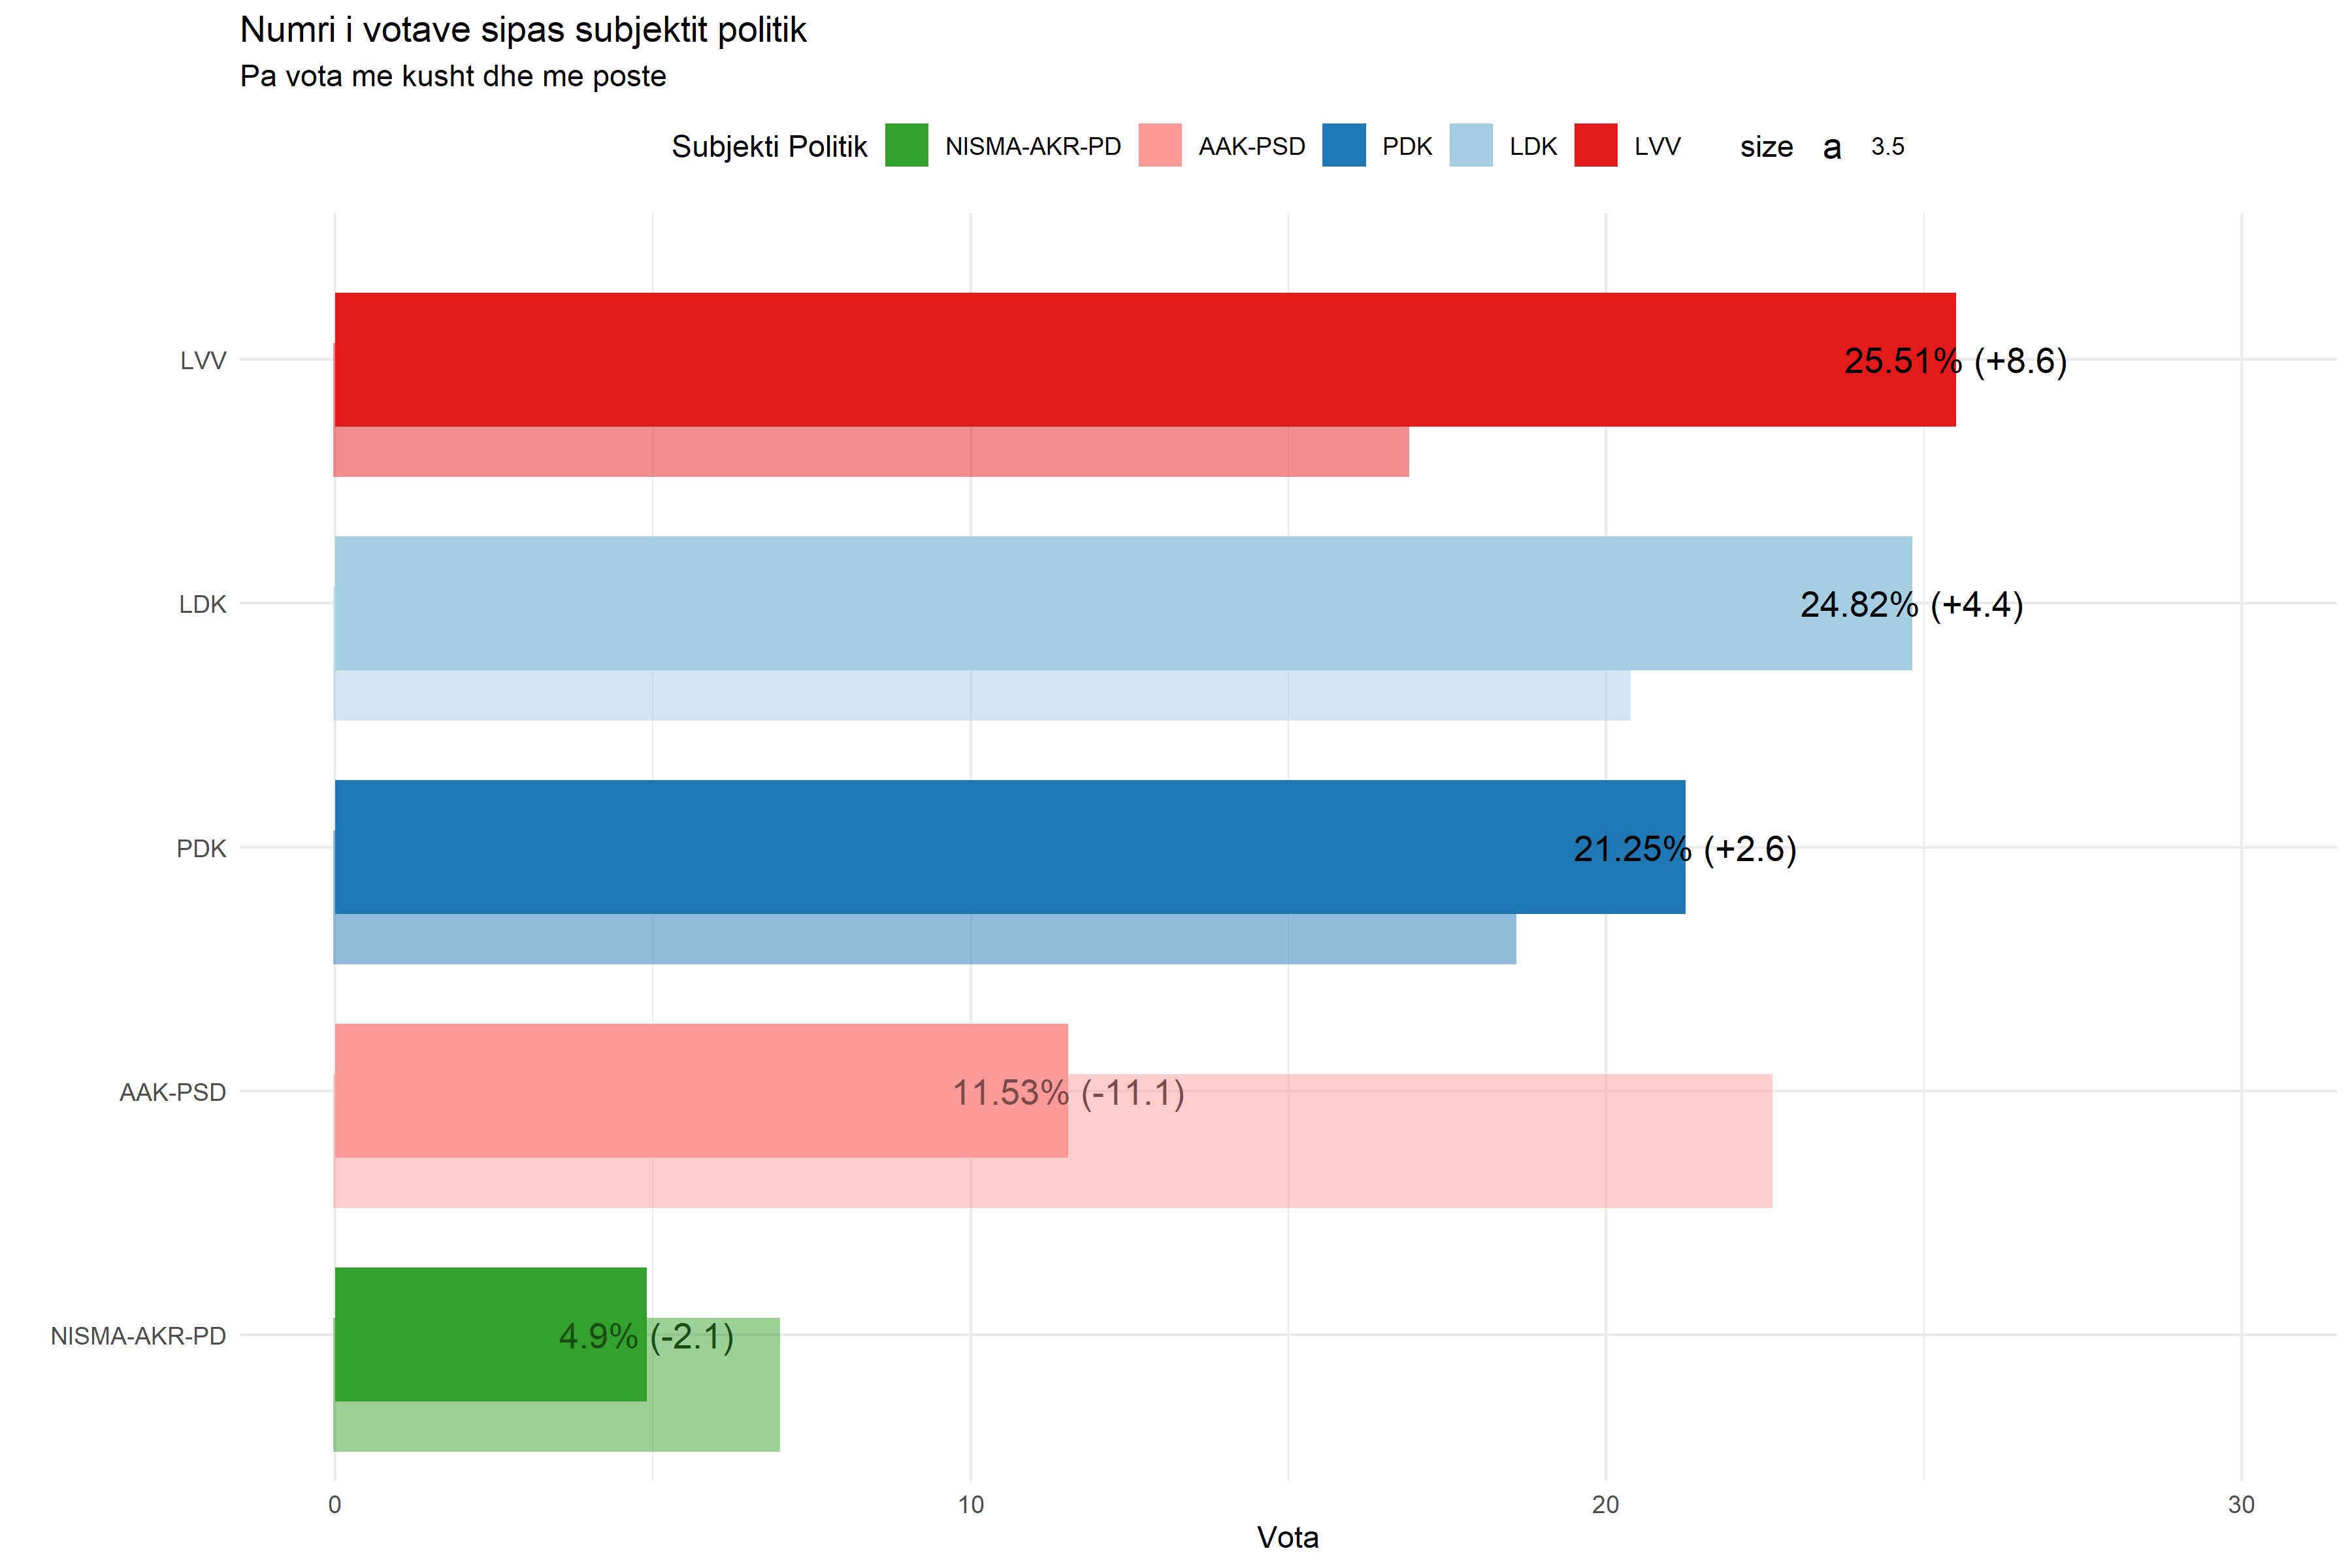 Numri i votave sipas subjektit politik
Pa vota me kusht dhe me poste
Subjekti Politik NISMA-AKR-PD AAK-PSD PDK LDK LVV size a 3.5
LVV 25.51% (+8.6)
LDK 24.82% (+4.4)
PDK 21.25% (+2.6)
AAK-PSD 11.53% (-11.1)
NISMA-AKR-PD 4.9% (-2.1)
0 10 20 30
Vota